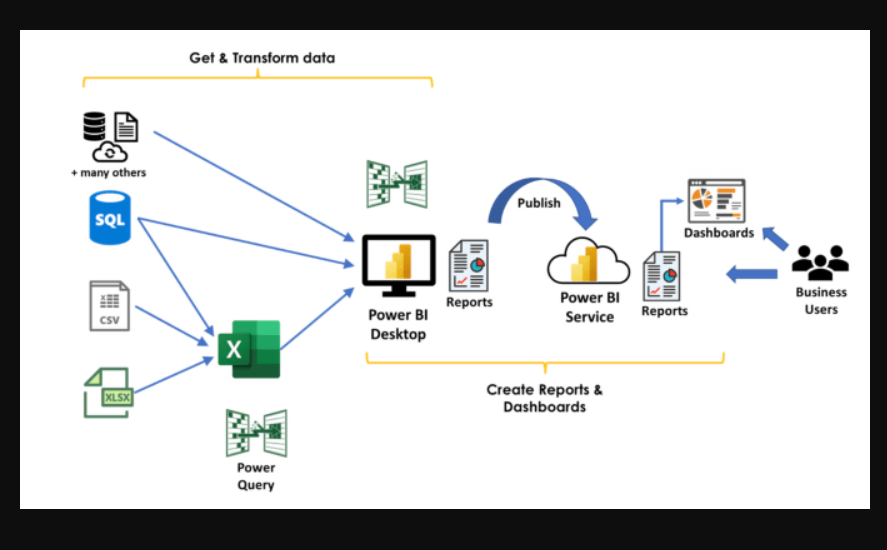 Get & Transform data
+ many others
SQL
CSV
X
XLSX
Power
Query
Power BI
Desktop
Reports
Publish
Power BI
Service
Reports
Dashboards
Business
Users
Create Reports &
Dashboards